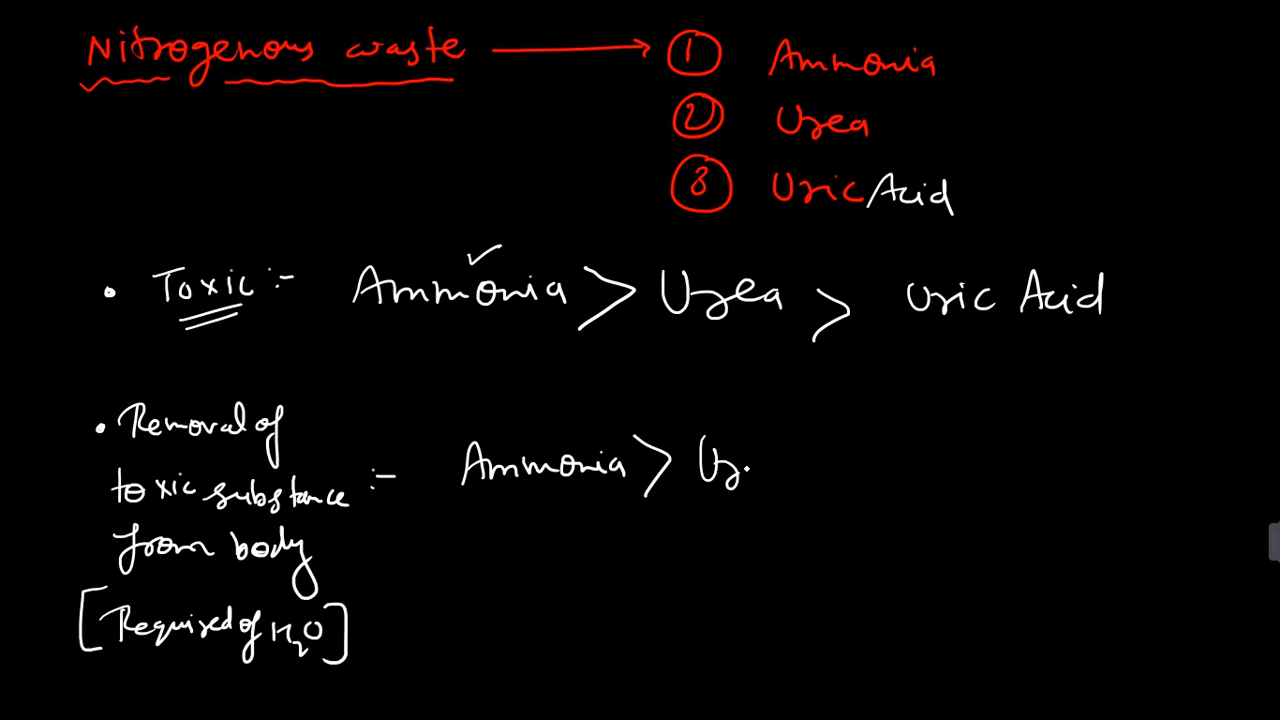 Nitrogenous waste → ① Ammonia
② Urea
③ Uric Acid
• Toxic :- Ammonia > Urea > Uric Acid
• Removal of
toxic substance :- Ammonia > Ur
from body
[Required of H₂O]